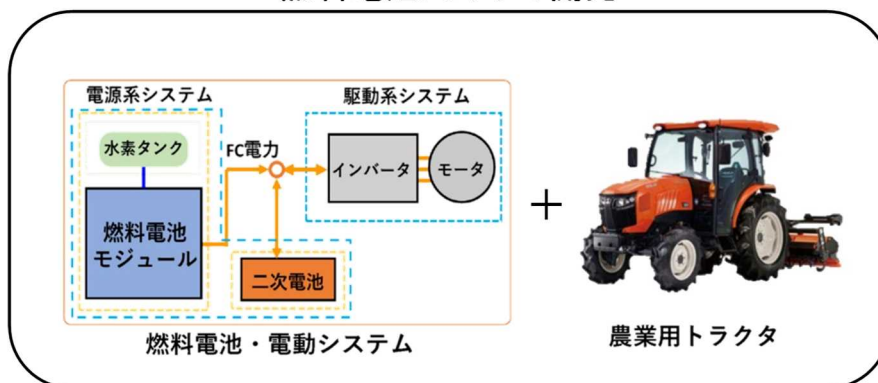 電源系システム
駆動系システム
水素タンク
FC電力
インバータ
モータ
燃料電池
モジュール
二次電池
燃料電池・電動システム
+
農業用トラクタ